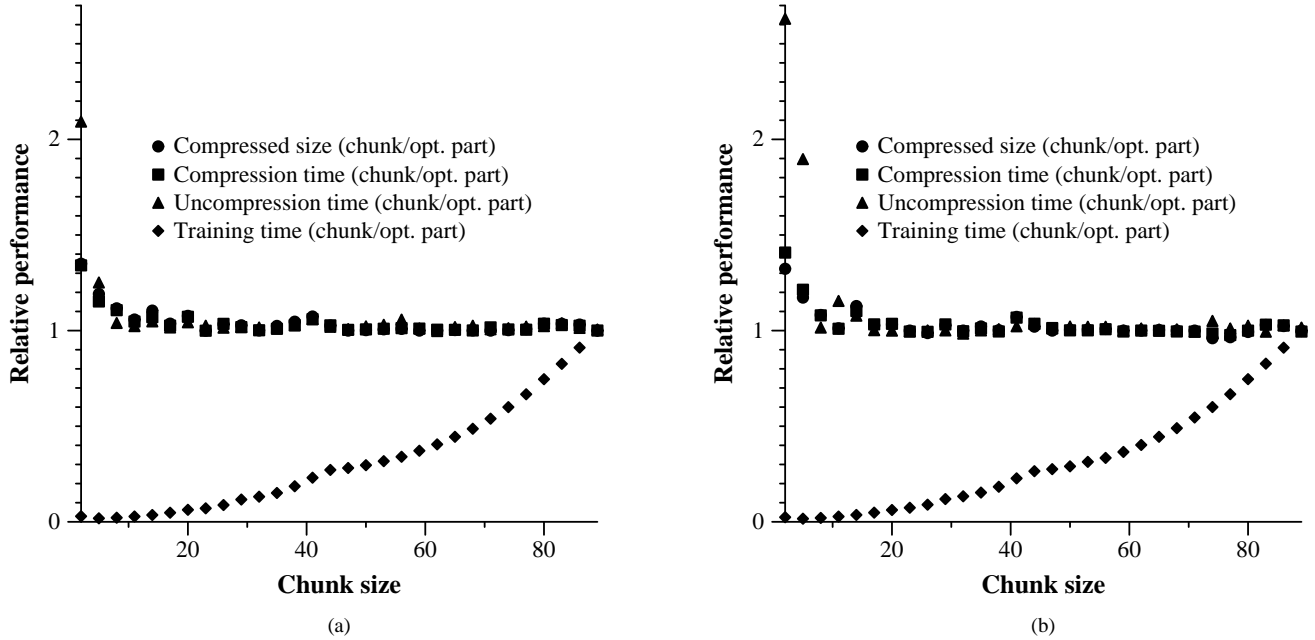 2
1
0
Relative performance
Compressed size (chunk/opt. part)
Compression time (chunk/opt. part)
Uncompression time (chunk/opt. part)
Training time (chunk/opt. part)
20 40 60 80
Chunk size
(a)
2
1
0
Relative performance
Compressed size (chunk/opt. part)
Compression time (chunk/opt. part)
Uncompression time (chunk/opt. part)
Training time (chunk/opt. part)
20 40 60 80
Chunk size
(b)